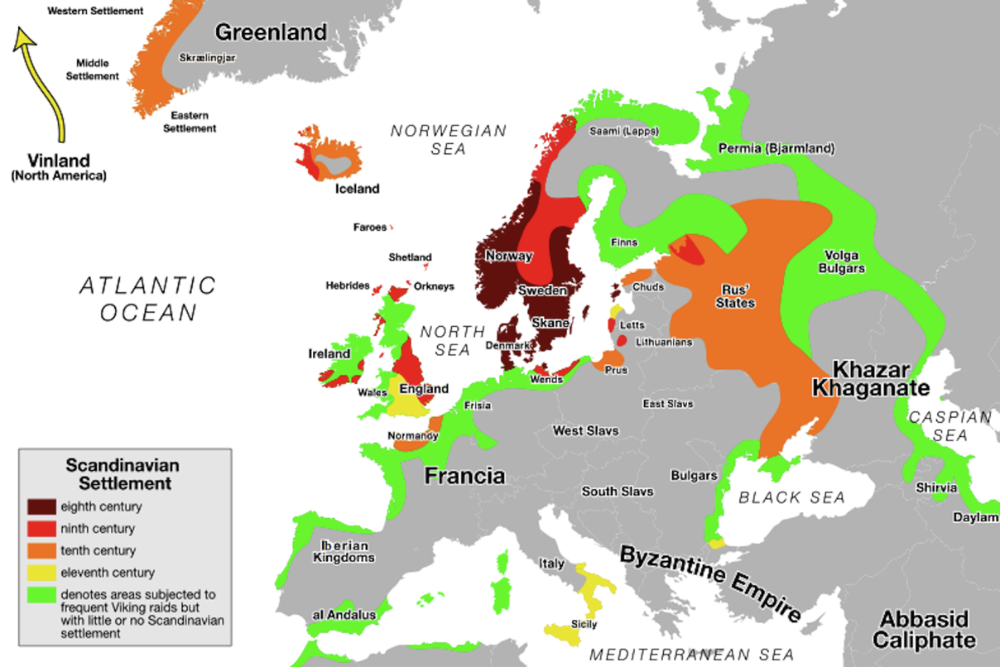 Western Settlement
Greenland
Skrælingjar
Middle
Settlement
Eastern
Settlement
Vinland
(North America)
NORWEGIAN
SEA
Saami (Lapps)
Permia (Bjarmland)
Iceland
Faroes
Shetland
Hebrides
Orkneys
ATLANTIC
OCEAN
Norway
Finns
Volga
Bulgars
Sweden
Chuds
Rus'
States
Skane
Letts
NORTH
SEA
Denmark
Lithuanians
Ireland
Prus
Wends
Khazar
Khaganate
Wales
England
Frisia
East Slavs
CASPIAN
SEA
Normandy
West Slavs
Francia
Bulgars
South Slavs
BLACK SEA
Shirvia
Daylam
Scandinavian
Settlement
eighth century
ninth century
tenth century
eleventh century
denotes areas subjected to
frequent Viking raids but
with little or no Scandinavian
settlement
Iberian
Kingdoms
Italy
Byzantine Empire
al Andalus
Sicily
Abbasid
Caliphate
MEDITERRANEAN SEA